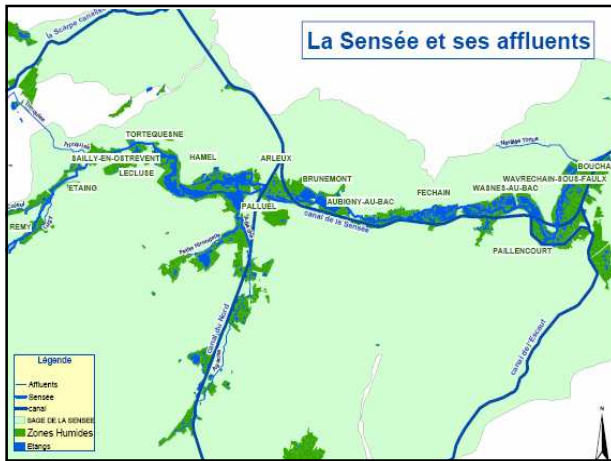 La Sensée et ses affluents
la Scarpe canalisée
TORTEQUESNE
SAILLY-EN-OSTREVENT
HAMEL
ARLEUX
LECLUSE
ETAING
BRUNEMONT
AUBIGNY-AU-BAC
PALLUEL
canal de la Sensée
FECHAIN
WASNES-AU-BAC
WAVRECHAIN-SOUS-FAULX
BOUCHA
PAILLENCOURT
REMY
canal du Nord
canal de l'Escaut
Légende
Affluents
Sensée
canal
SAGE DE LA SENSEE
Zones Humides
Etangs
N